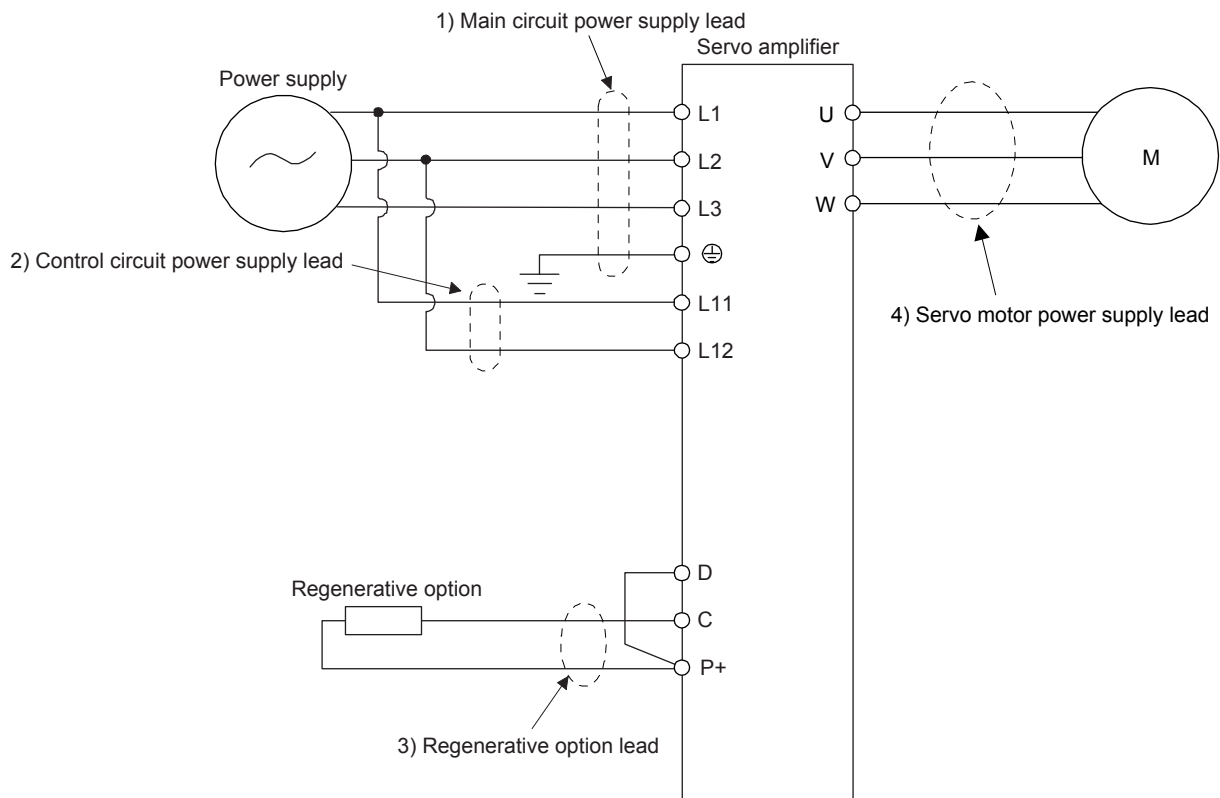 1) Main circuit power supply lead
Servo amplifier
Power supply
L1
U
L2
V
M
L3
W
⏚
2) Control circuit power supply lead
L11
4) Servo motor power supply lead
L12
D
Regenerative option
C
P+
3) Regenerative option lead